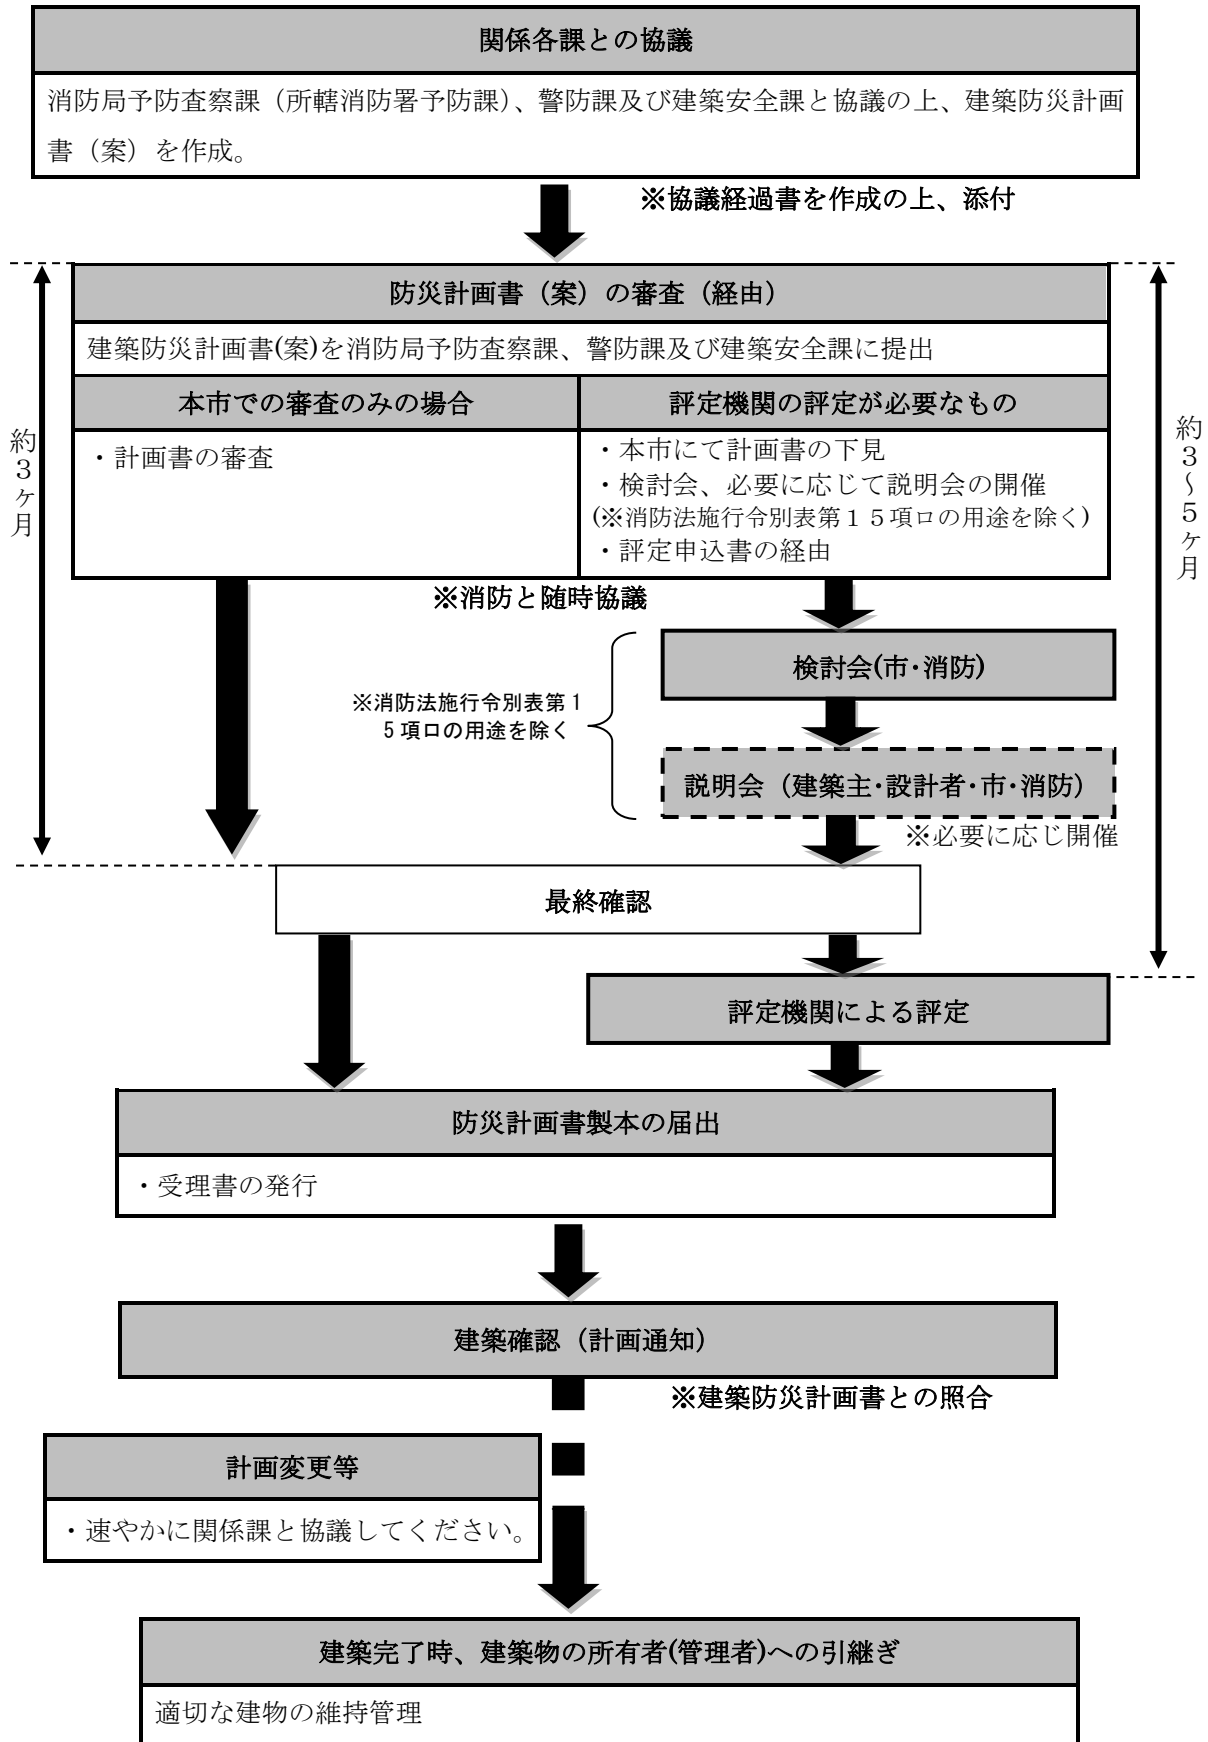 関係各課との協議
消防局予防査察課（所轄消防署予防課）、警防課及び建築安全課と協議の上、建築防災計画
書（案）を作成。
※協議経過書を作成の上、添付
防災計画書（案）の審査（経由）
建築防災計画書(案)を消防局予防査察課、警防課及び建築安全課に提出
本市での審査のみの場合
・計画書の審査
評定機関の評定が必要なもの
・本市にて計画書の下見
・検討会、必要に応じて説明会の開催
(※消防法施行令別表第１５項ロの用途を除く)
・評定申込書の経由
約３ヶ月
約３～５ヶ月
※消防と随時協議
検討会(市･消防)
※消防法施行令別表第１
５項ロの用途を除く
説明会（建築主･設計者･市･消防）
※必要に応じ開催
最終確認
評定機関による評定
防災計画書製本の届出
・受理書の発行
建築確認（計画通知）
※建築防災計画書との照合
計画変更等
・速やかに関係課と協議してください。
建築完了時、建築物の所有者(管理者)への引継ぎ
適切な建物の維持管理